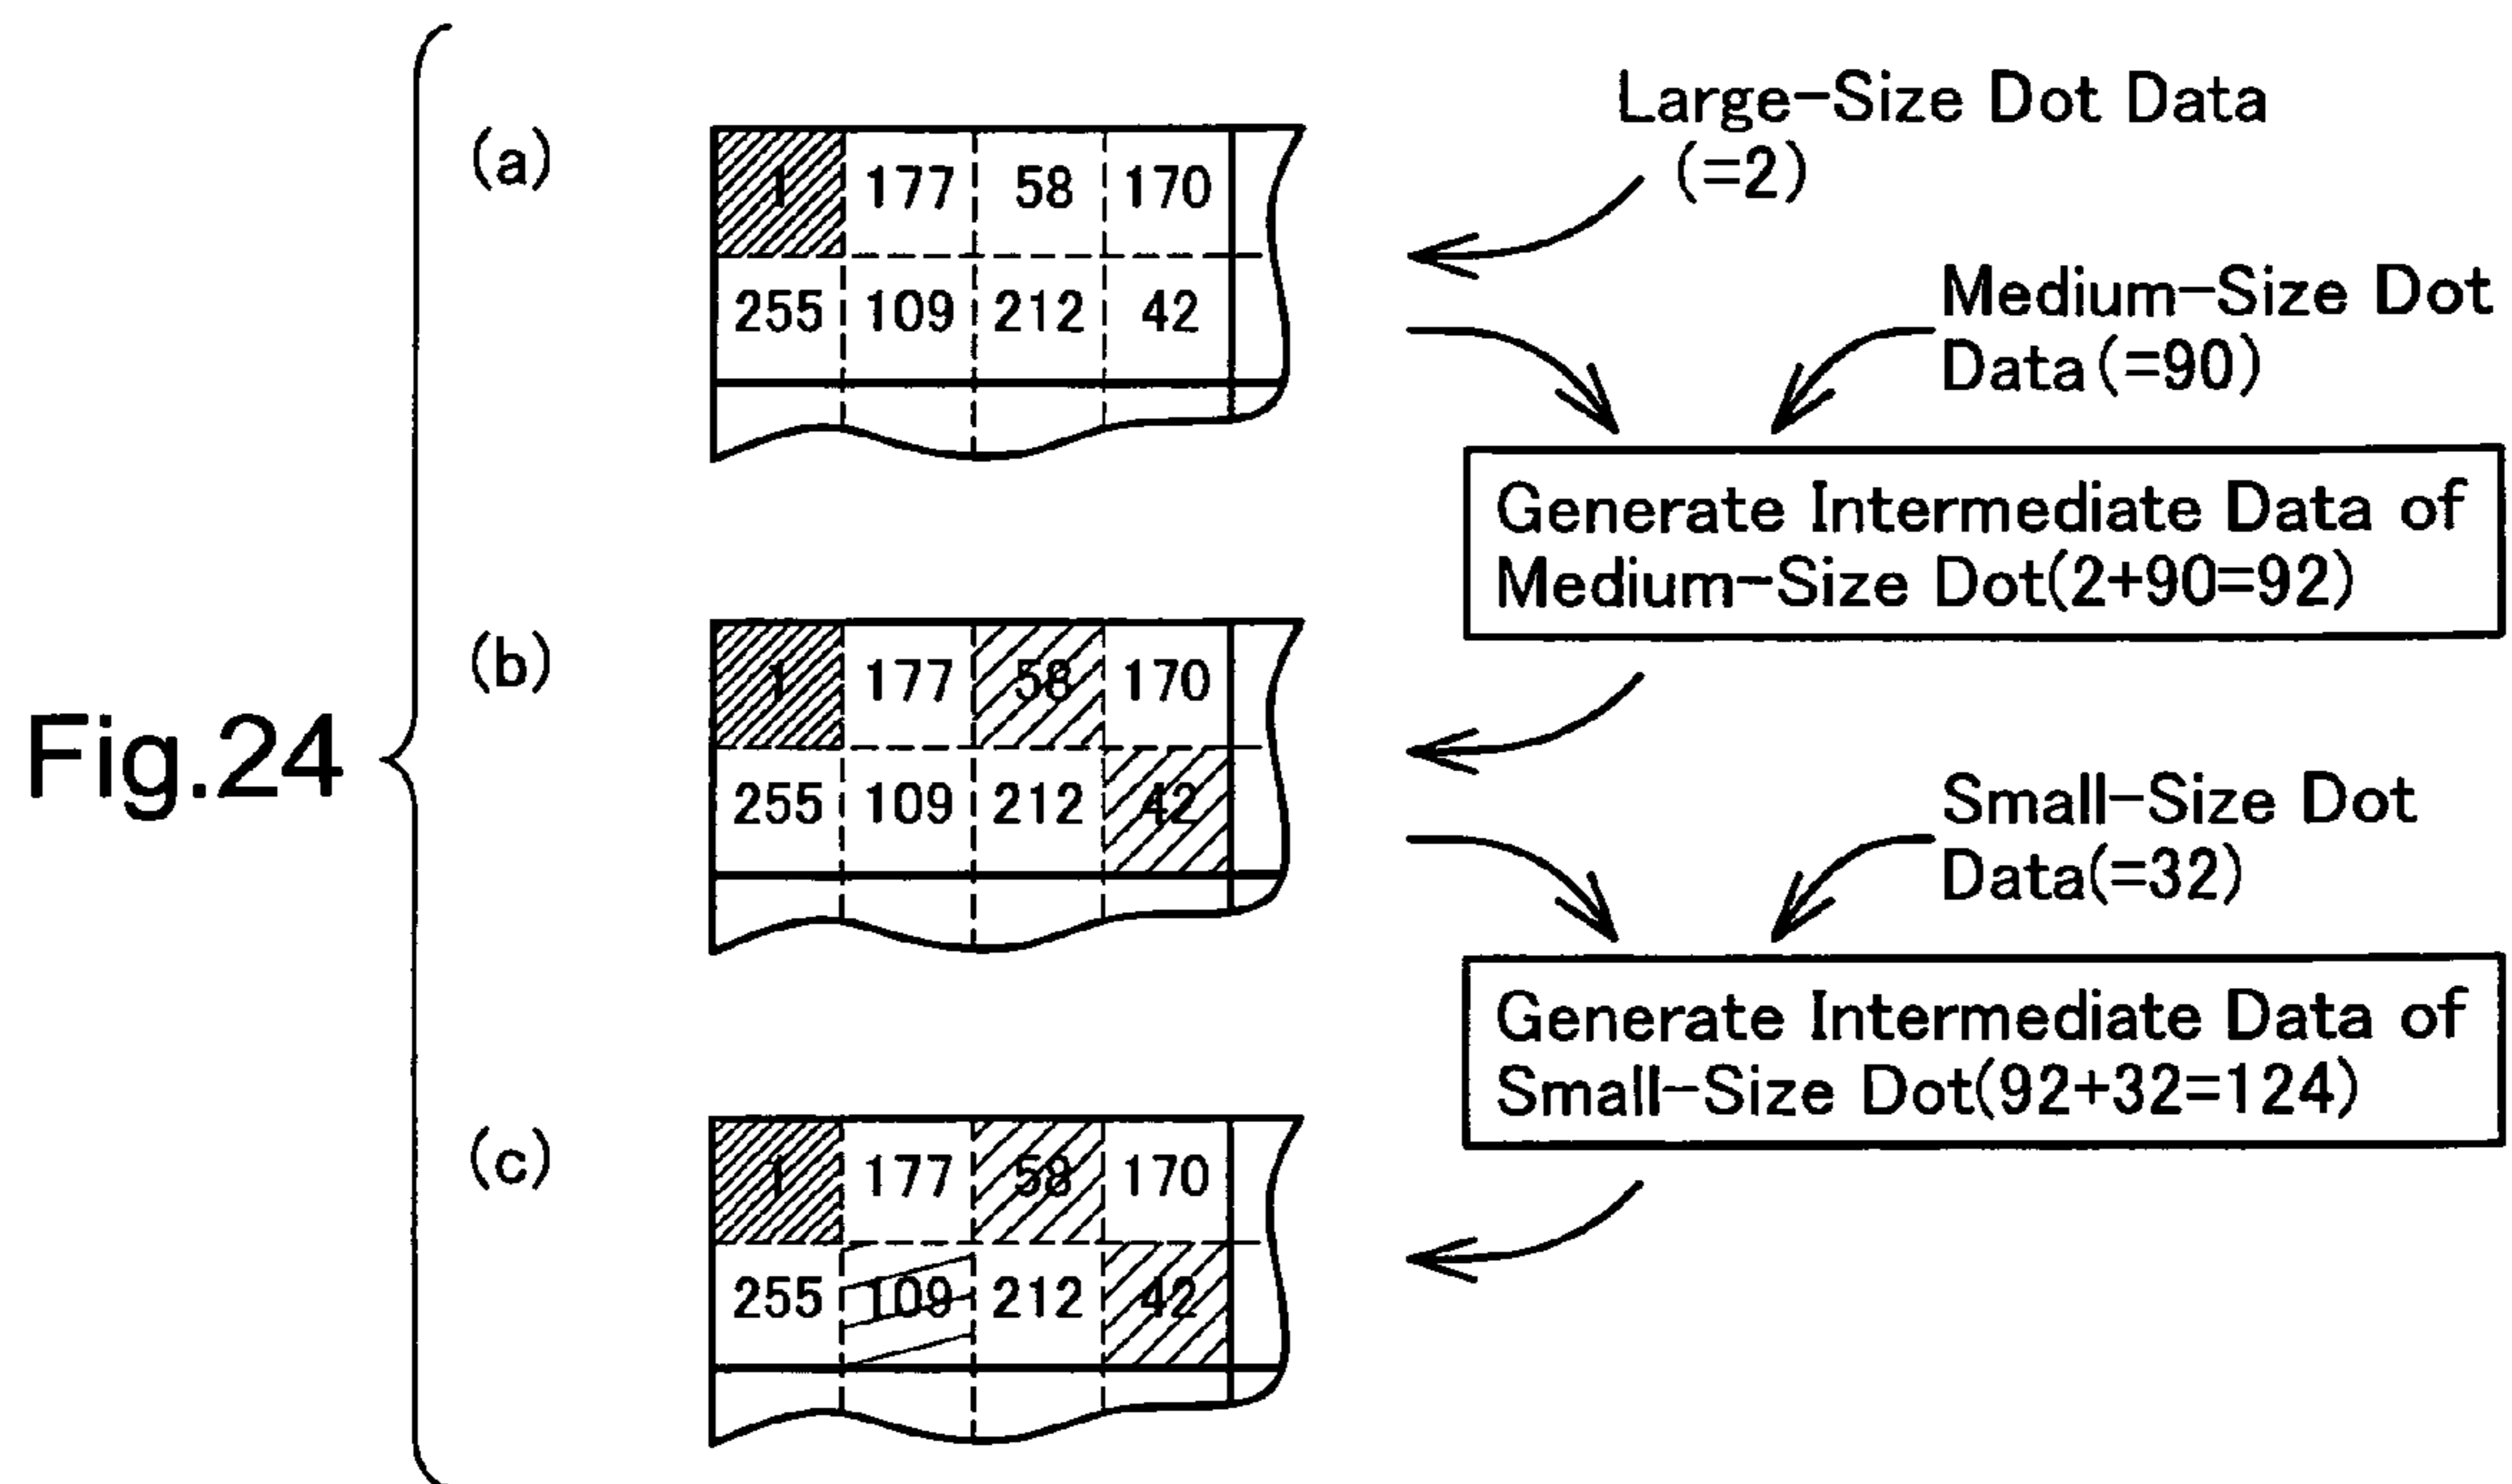 Fig.24
(a)
1 177 58 170
255 109 212 42
Large-Size Dot Data
(=2)
Medium-Size Dot
Data(=90)
Generate Intermediate Data of
Medium-Size Dot(2+90=92)
(b)
1 177 58 170
255 109 212 42
Small-Size Dot
Data(=32)
Generate Intermediate Data of
Small-Size Dot(92+32=124)
(c)
1 177 58 170
255 109 212 42